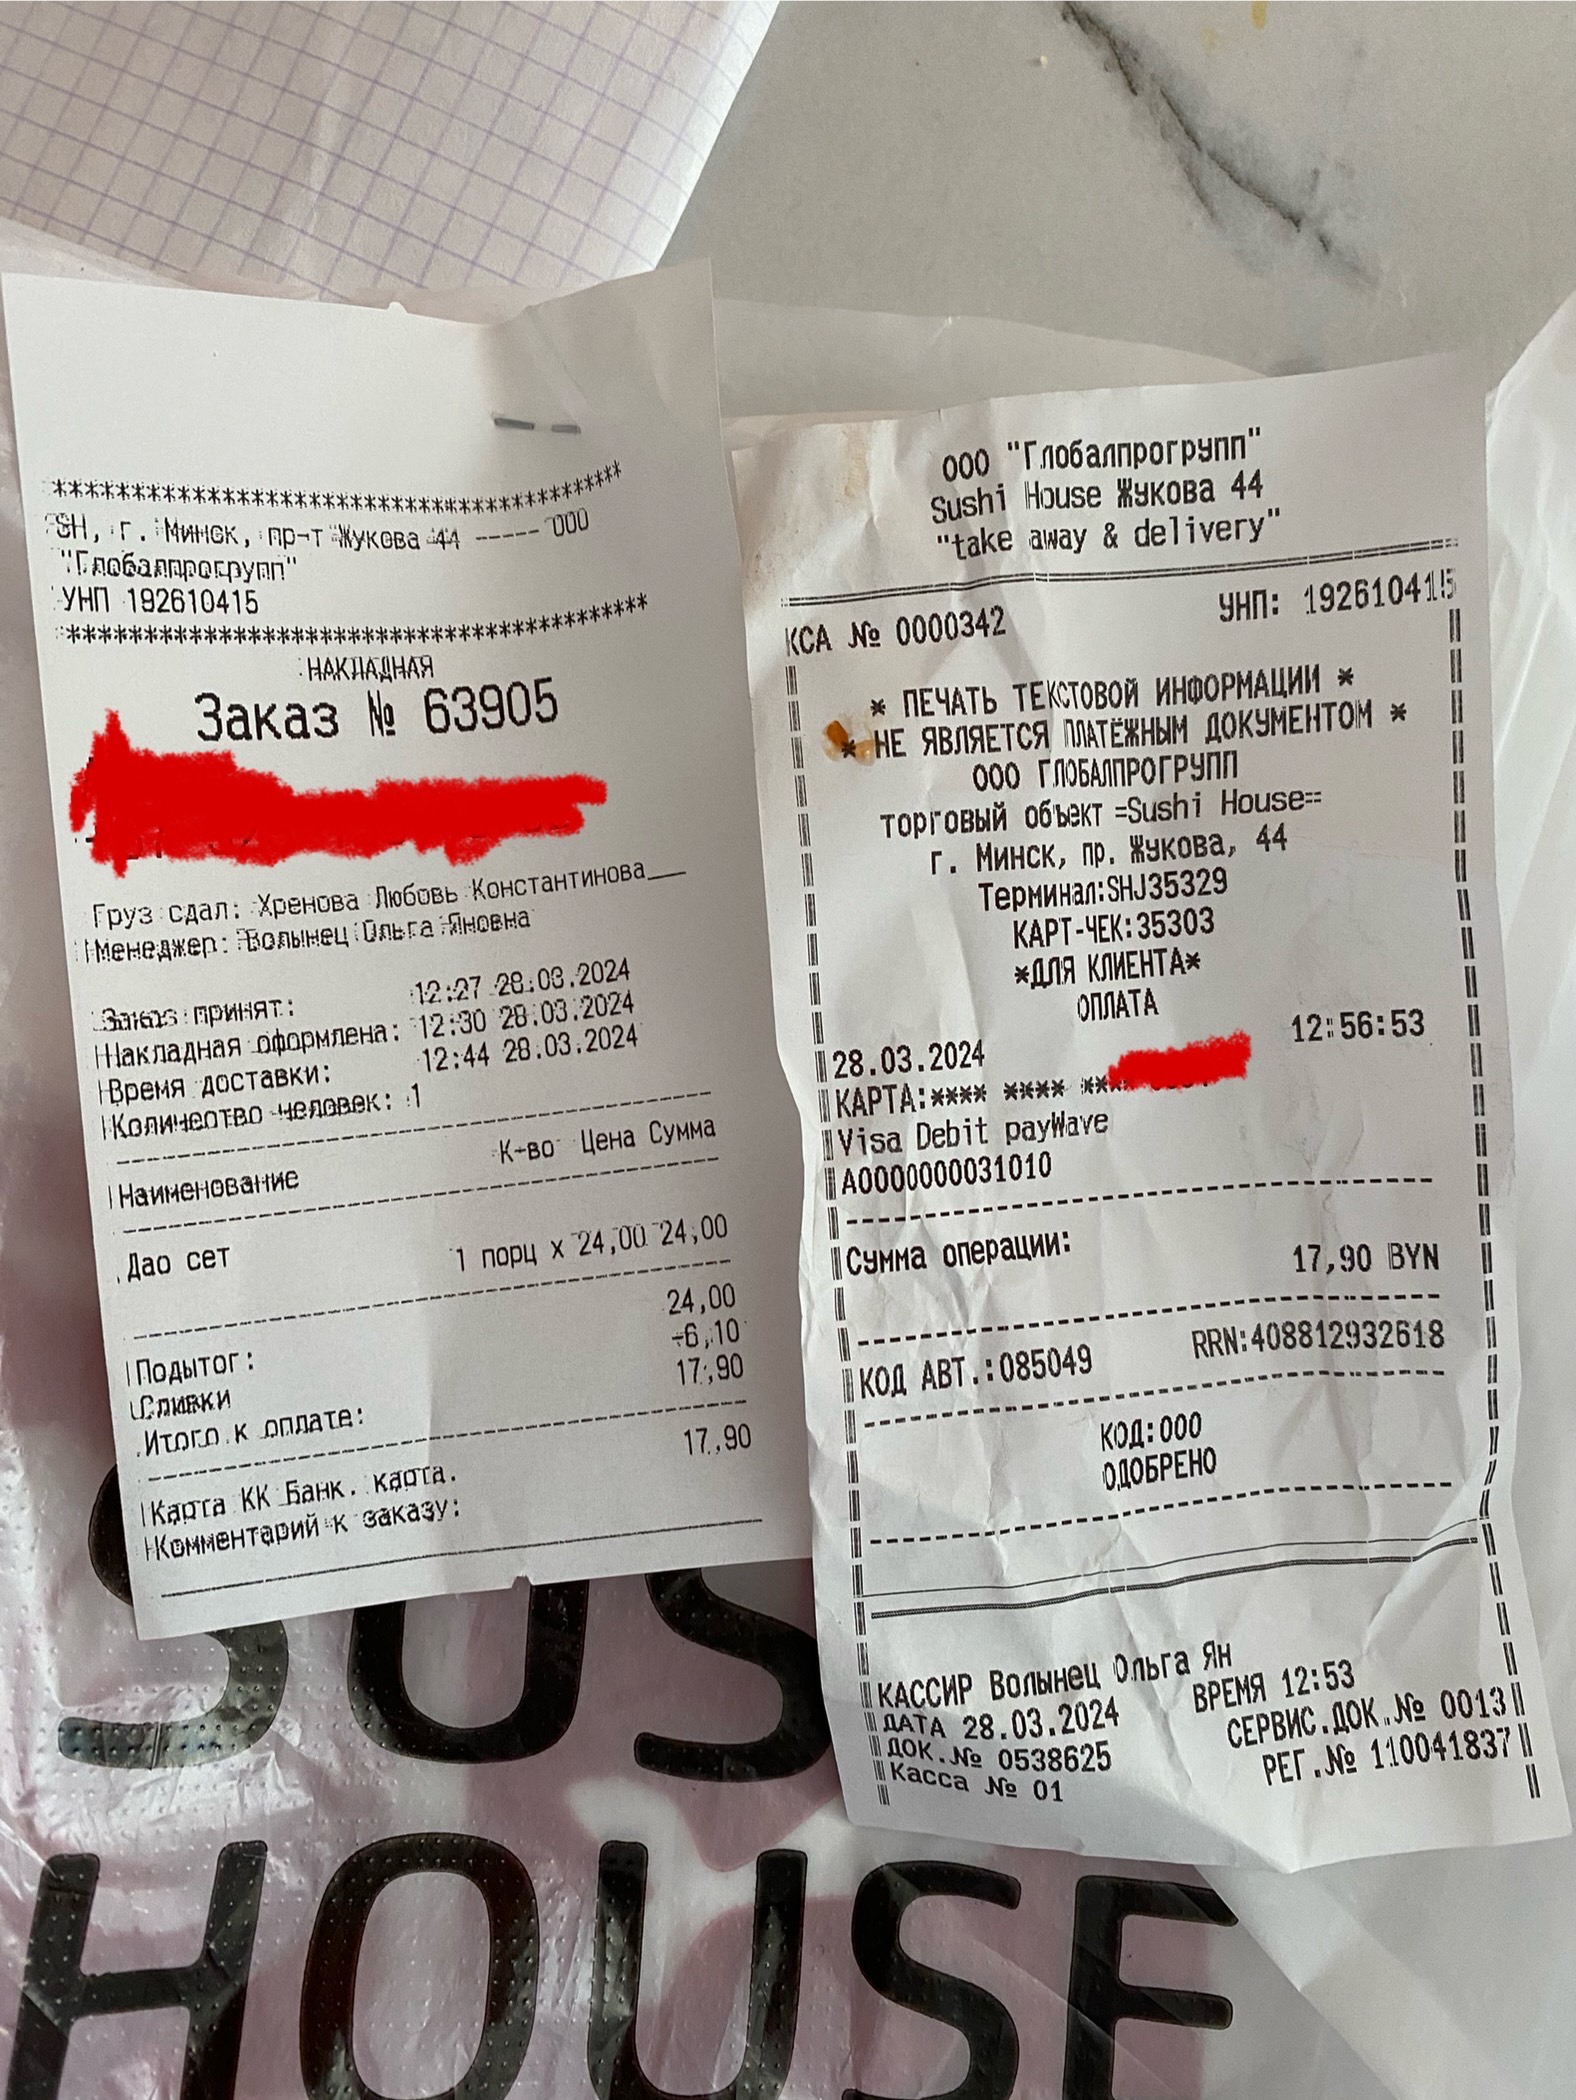 ****************************************
SH, г. Минск, пр-т Жукова 44 ----- ООО
"Глобалпрогрупп"
УНП 192610415
****************************************
НАКЛАДНАЯ
Заказ № 63905
Груз сдал: Хренова Любовь Константинова__
Менеджер: Волынец Ольга Яновна
Заказ принят: 12:27 28.03.2024
Накладная оформлена: 12:30 28.03.2024
Время доставки: 12:44 28.03.2024
Количество человек: 1
Наименование К-во Цена Сумма
Дао сет 1 порц x 24,00 24,00
Подытог: 24,00
Сливки -6,10
Итого к оплате: 17,90
Карта КК Банк. карта. 17,90
Комментарий к заказу:
ООО "Глобалпрогрупп"
Sushi House Жукова 44
"take away & delivery"
КСА № 0000342 УНП: 192610415
* ПЕЧАТЬ ТЕКСТОВОЙ ИНФОРМАЦИИ *
* НЕ ЯВЛЯЕТСЯ ПЛАТЁЖНЫМ ДОКУМЕНТОМ *
ООО ГЛОБАЛПРОГРУПП
торговый объект =Sushi House=
г. Минск, пр. Жукова, 44
Терминал:SHJ35329
КАРТ-ЧЕК:35303
*ДЛЯ КЛИЕНТА*
ОПЛАТА
28.03.2024 12:56:53
КАРТА:**** **** **
Visa Debit payWave
A0000000031010
Сумма операции: 17,90 BYN
КОД АВТ.:085049 RRN:408812932618
КОД:000
ОДОБРЕНО
КАССИР Волынец Ольга Ян
ДАТА 28.03.2024 ВРЕМЯ 12:53
ДОК.№ 0538625 СЕРВИС.ДОК.№ 0013
Касса № 01 РЕГ.№ 110041837
SUS
HOUSE